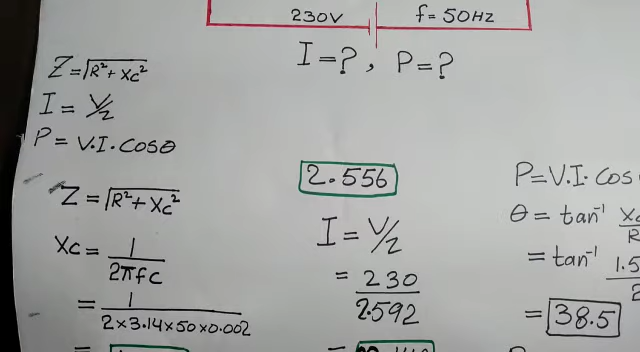 230V
f = 50Hz
I = ? , P = ?
Z = √R² + Xc²
I = V/Z
P = V.I.Cosθ
Z = √R² + Xc²
Xc = 1
2πfc
= 1
2×3.14×50×0.002
=
2.556
I = V/Z
= 230
2.592
=
P = V.I. Cos
θ = tan⁻¹ Xc
R
= tan⁻¹ 1.5
2
= 38.5